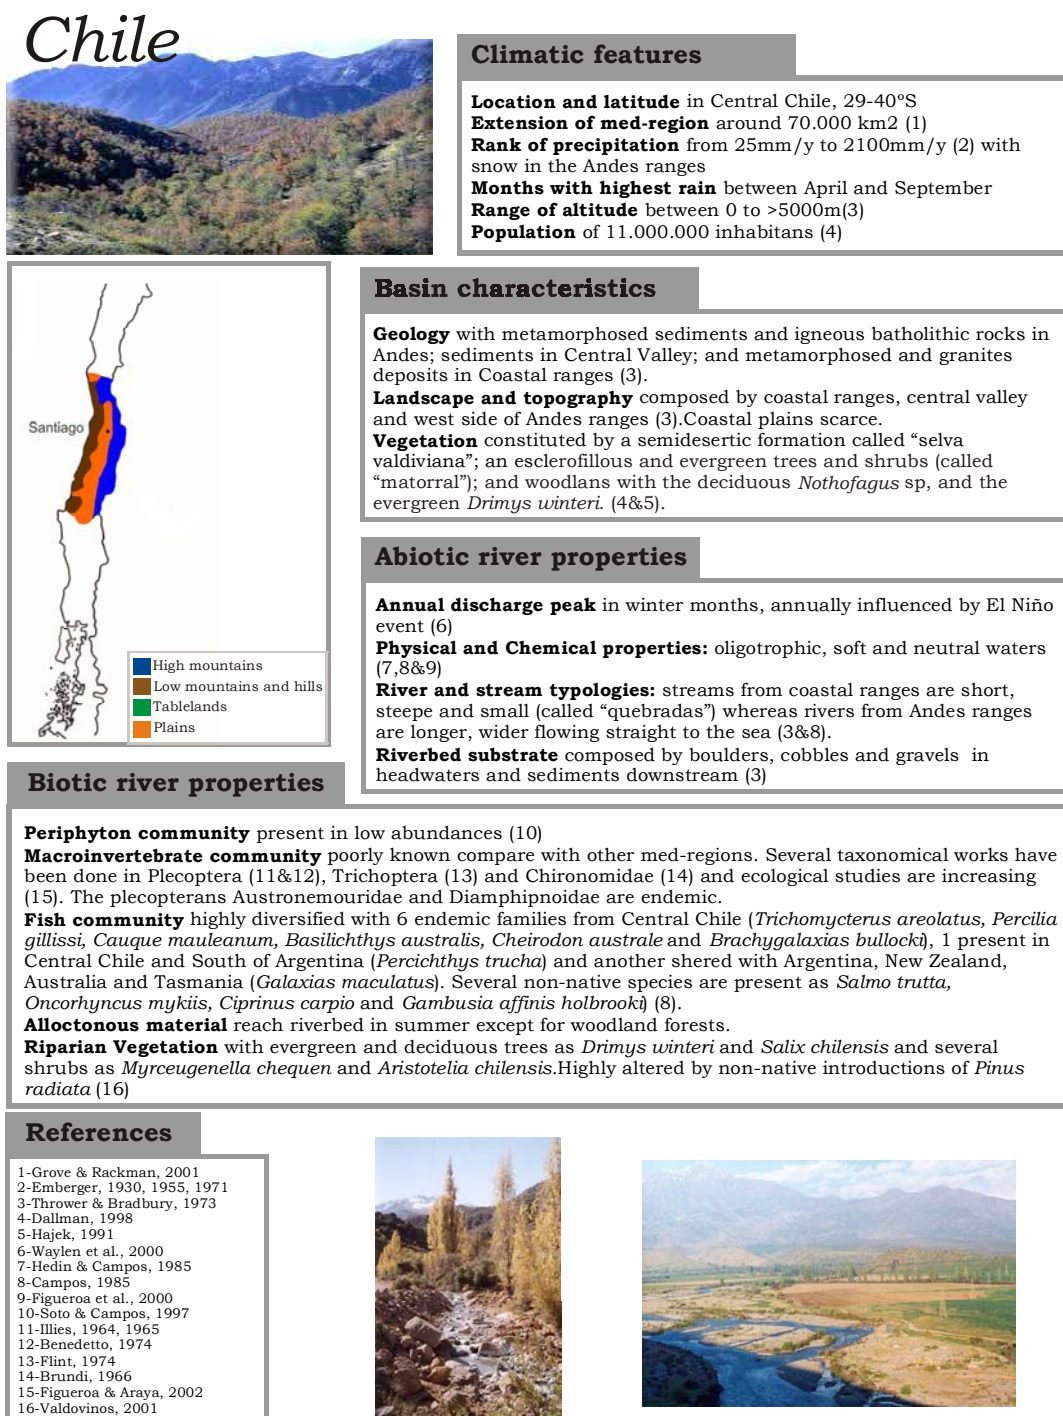 Chile
Climatic features
Location and latitude in Central Chile, 29-40ºS
Extension of med-region around 70.000 km2 (1)
Rank of precipitation from 25mm/y to 2100mm/y (2) with
snow in the Andes ranges
Months with highest rain between April and September
Range of altitude between 0 to >5000m(3)
Population of 11.000.000 inhabitans (4)
Santiago
High mountains
Low mountains and hills
Tablelands
Plains
Basin characteristics
Geology with metamorphosed sediments and igneous batholithic rocks in
Andes; sediments in Central Valley; and metamorphosed and granites
deposits in Coastal ranges (3).
Landscape and topography composed by coastal ranges, central valley
and west side of Andes ranges (3).Coastal plains scarce.
Vegetation constituted by a semidesertic formation called “selva
valdiviana”; an esclerofillous and evergreen trees and shrubs (called
“matorral”); and woodlans with the deciduous Nothofagus sp, and the
evergreen Drimys winteri. (4&5).
Abiotic river properties
Annual discharge peak in winter months, annually influenced by El Niño
event (6)
Physical and Chemical properties: oligotrophic, soft and neutral waters
(7,8&9)
River and stream typologies: streams from coastal ranges are short,
steepe and small (called “quebradas”) whereas rivers from Andes ranges
are longer, wider flowing straight to the sea (3&8).
Riverbed substrate composed by boulders, cobbles and gravels in
headwaters and sediments downstream (3)
Biotic river properties
Periphyton community present in low abundances (10)
Macroinvertebrate community poorly known compare with other med-regions. Several taxonomical works have
been done in Plecoptera (11&12), Trichoptera (13) and Chironomidae (14) and ecological studies are increasing
(15). The plecopterans Austronemouridae and Diamphipnoidae are endemic.
Fish community highly diversified with 6 endemic families from Central Chile (Trichomycterus areolatus, Percilia
gillissi, Cauque mauleanum, Basilichthys australis, Cheirodon australe and Brachygalaxias bullocki), 1 present in
Central Chile and South of Argentina (Percichthys trucha) and another shered with Argentina, New Zealand,
Australia and Tasmania (Galaxias maculatus). Several non-native species are present as Salmo trutta,
Oncorhyncus mykiis, Ciprinus carpio and Gambusia affinis holbrooki) (8).
Alloctonous material reach riverbed in summer except for woodland forests.
Riparian Vegetation with evergreen and deciduous trees as Drimys winteri and Salix chilensis and several
shrubs as Myrceugenella chequen and Aristotelia chilensis.Highly altered by non-native introductions of Pinus
radiata (16)
References
1-Grove & Rackman, 2001
2-Emberger, 1930, 1955, 1971
3-Thrower & Bradbury, 1973
4-Dallman, 1998
5-Hajek, 1991
6-Waylen et al., 2000
7-Hedin & Campos, 1985
8-Campos, 1985
9-Figueroa et al., 2000
10-Soto & Campos, 1997
11-Illies, 1964, 1965
12-Benedetto, 1974
13-Flint, 1974
14-Brundi, 1966
15-Figueroa & Araya, 2002
16-Valdovinos, 2001